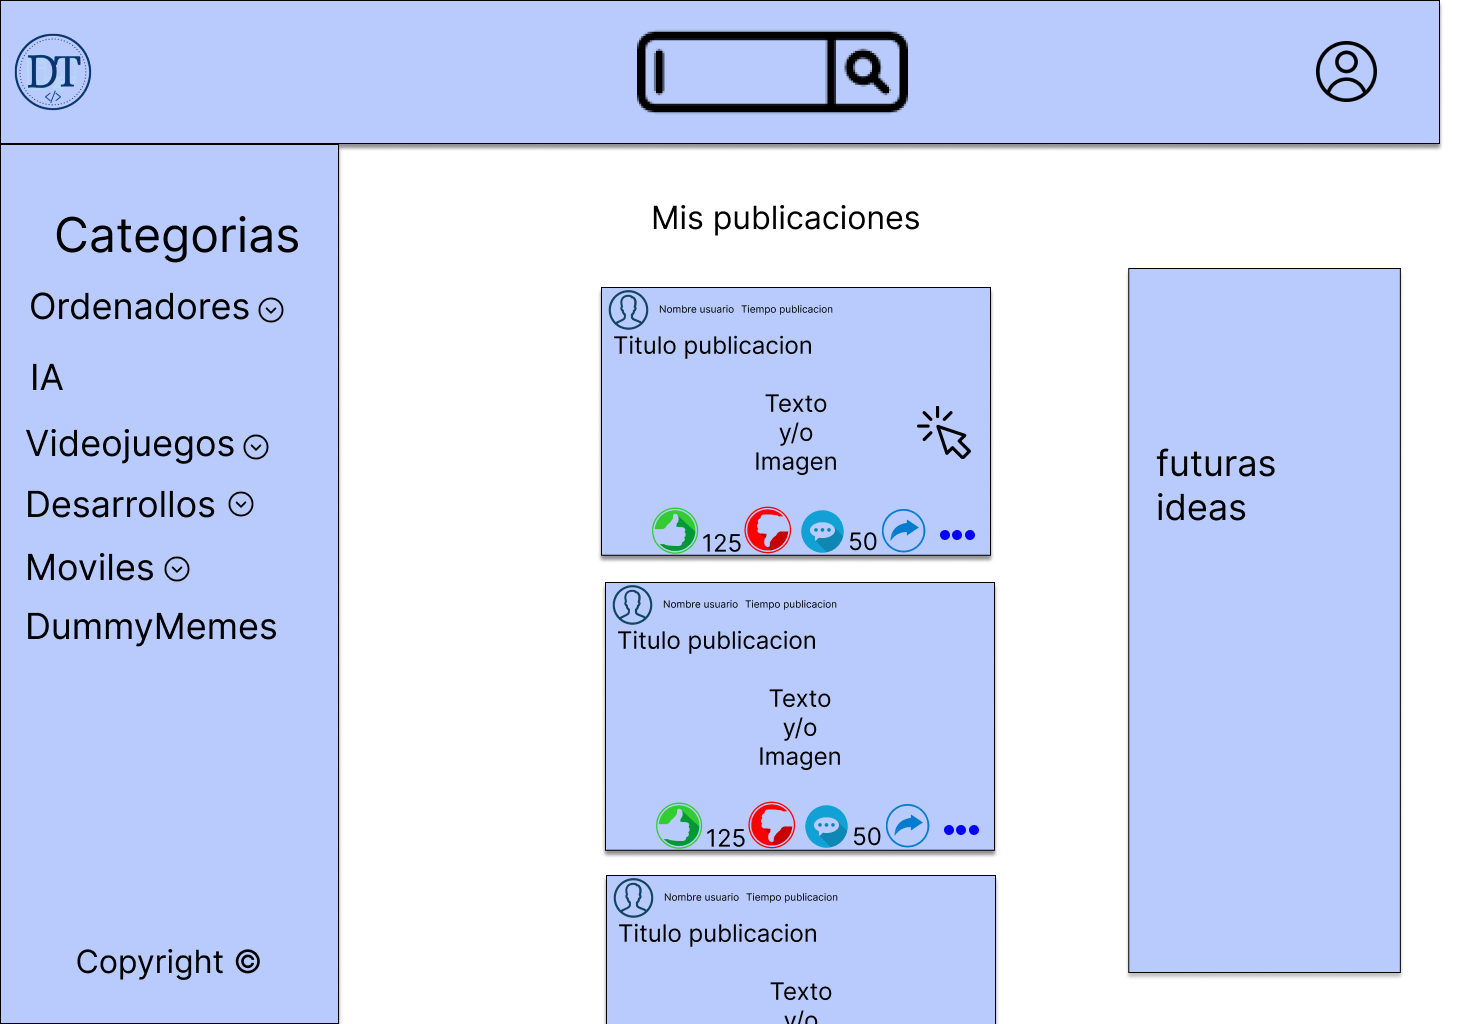 DT
</>
Categorias
Ordenadores
IA
Videojuegos
Desarrollos
Moviles
DummyMemes
Copyright ©
Mis publicaciones
Nombre usuario Tiempo publicacion
Titulo publicacion
Texto
y/o
Imagen
125 50
Nombre usuario Tiempo publicacion
Titulo publicacion
Texto
y/o
Imagen
125 50
Nombre usuario Tiempo publicacion
Titulo publicacion
Texto
y/o
futuras
ideas